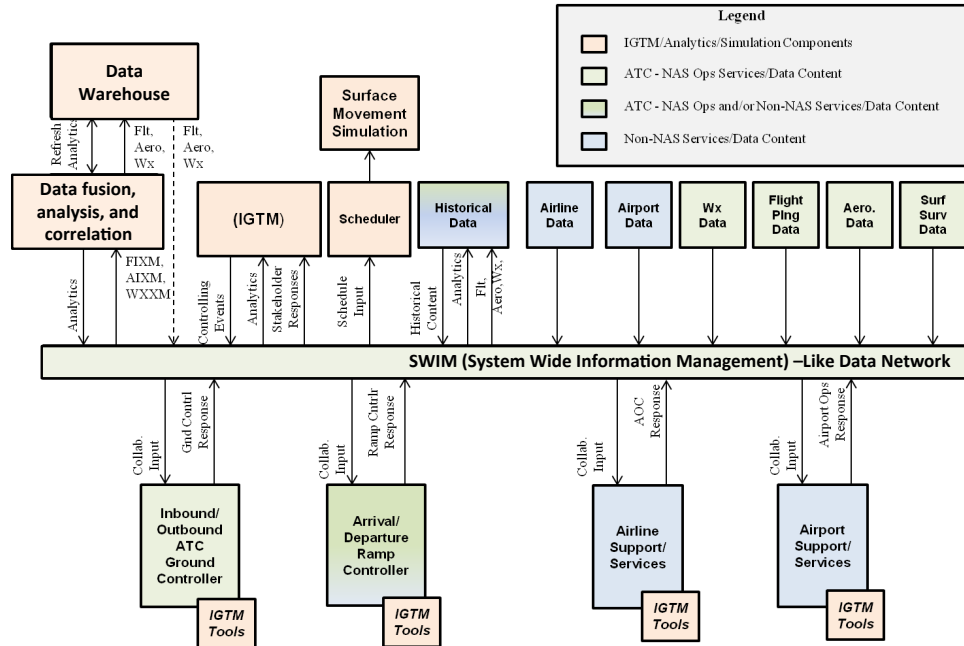 Legend
IGTM/Analytics/Simulation Components
ATC - NAS Ops Services/Data Content
ATC - NAS Ops and/or Non-NAS Services/Data Content
Non-NAS Services/Data Content
Data
Warehouse
Surface
Movement
Simulation
Refresh
Analytics
Flt,
Aero,
Wx
Flt,
Aero,
Wx
Data fusion,
analysis, and
correlation
(IGTM)
Scheduler
Historical
Data
Airline
Data
Airport
Data
Wx
Data
Flight
Plng
Data
Aero.
Data
Surf
Surv
Data
Analytics
FIXM,
AIXM,
WXXM
Controlling
Events
Analytics
Stakeholder
Responses
Schedule
Input
Historical
Content
Analytics
Flt,
Aero,Wx,
SWIM (System Wide Information Management) –Like Data Network
Collab.
Input
Gnd Contrl
Response
Collab.
Input
Ramp Cntrlr
Response
Collab.
Input
AOC
Response
Collab.
Input
Airport Ops
Response
Inbound/
Outbound
ATC
Ground
Controller
IGTM
Tools
Arrival/
Departure
Ramp
Controller
IGTM
Tools
Airline
Support/
Services
IGTM
Tools
Airport
Support/
Services
IGTM
Tools